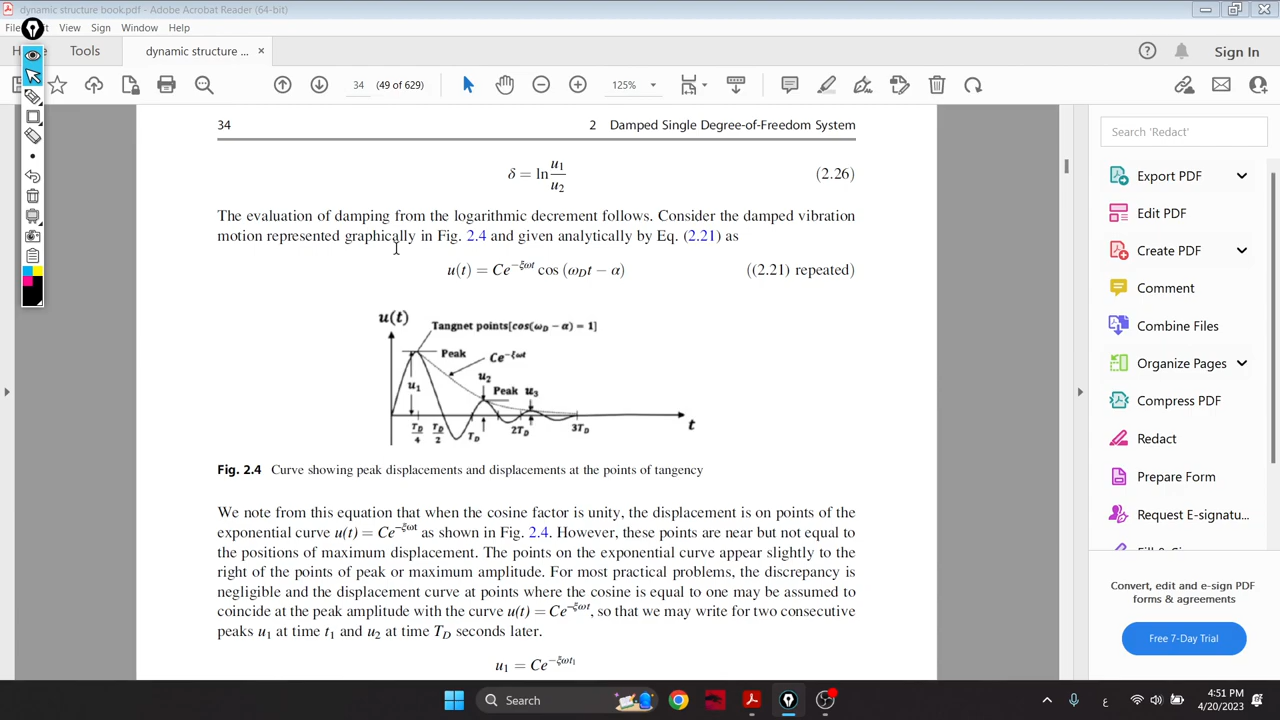 dynamic structure book.pdf - Adobe Acrobat Reader (64-bit)
View Sign Window Help
Tools dynamic structure ... × Sign In
34 (49 of 629) 125%
34 2 Damped Single Degree-of-Freedom System
δ = ln u₁/u₂ (2.26)
The evaluation of damping from the logarithmic decrement follows. Consider the damped vibration
motion represented graphically in Fig. 2.4 and given analytically by Eq. (2.21) as
u(t) = Ce^{−ξωt} cos (ω_D t − α) ((2.21) repeated)
u(t)
Tangnet points[cos(ω_D − α) = 1]
Peak Ce^{−ξωt}
u₁ u₂ Peak u₃
T_D/4 T_D/2 T_D 2T_D 3T_D t
Fig. 2.4 Curve showing peak displacements and displacements at the points of tangency
We note from this equation that when the cosine factor is unity, the displacement is on points of the
exponential curve u(t) = Ce^{−ξωt} as shown in Fig. 2.4. However, these points are near but not equal to
the positions of maximum displacement. The points on the exponential curve appear slightly to the
right of the points of peak or maximum amplitude. For most practical problems, the discrepancy is
negligible and the displacement curve at points where the cosine is equal to one may be assumed to
coincide at the peak amplitude with the curve u(t) = Ce^{−ξωt}, so that we may write for two consecutive
peaks u₁ at time t₁ and u₂ at time T_D seconds later.
u₁ = Ce^{−ξωt₁}
Search 'Redact'
Export PDF
Edit PDF
Create PDF
Comment
Combine Files
Organize Pages
Compress PDF
Redact
Prepare Form
Request E-signatu...
Convert, edit and e-sign PDF
forms & agreements
Free 7-Day Trial
Search
ع
4:51 PM
4/20/2023